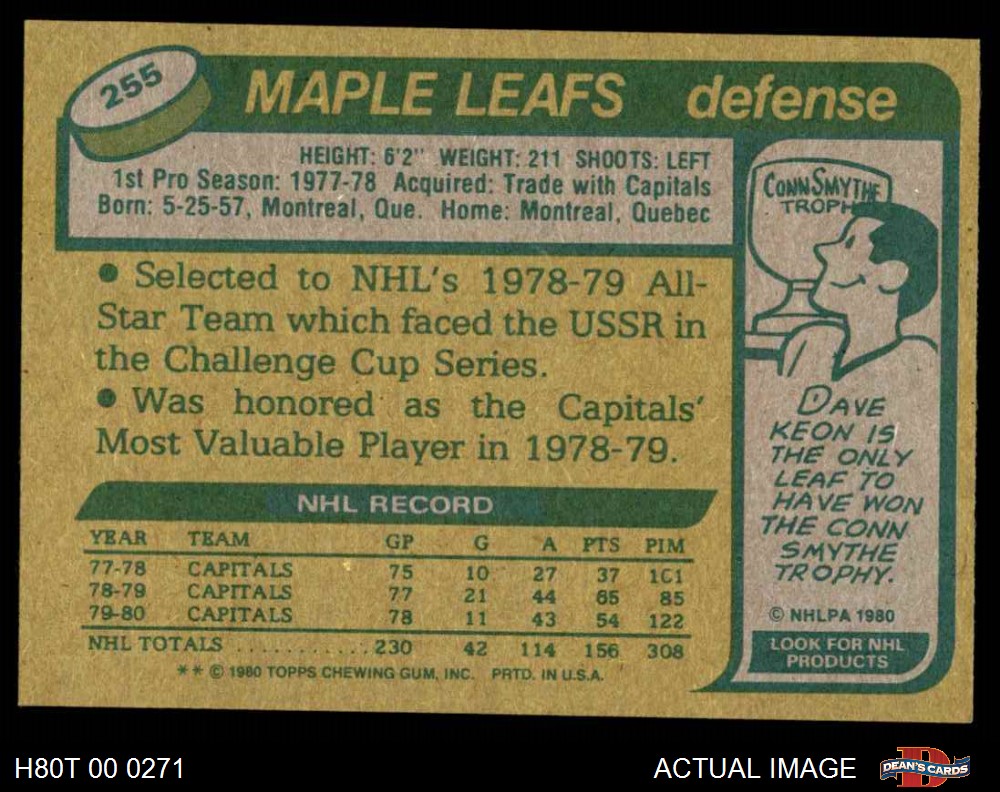 255
MAPLE LEAFS defense
HEIGHT: 6'2" WEIGHT: 211 SHOOTS: LEFT
1st Pro Season: 1977-78 Acquired: Trade with Capitals
Born: 5-25-57, Montreal, Que. Home: Montreal, Quebec
● Selected to NHL's 1978-79 All-
Star Team which faced the USSR in
the Challenge Cup Series.
● Was honored as the Capitals'
Most Valuable Player in 1978-79.
NHL RECORD
YEAR TEAM GP G A PTS PIM
77-78 CAPITALS 75 10 27 37 101
78-79 CAPITALS 77 21 44 65 85
79-80 CAPITALS 78 11 43 54 122
NHL TOTALS ........... 230 42 114 156 308
** © 1980 TOPPS CHEWING GUM, INC. PRTD. IN U.S.A.
CONN SMYTHE
TROPH
DAVE
KEON IS
THE ONLY
LEAF TO
HAVE WON
THE CONN
SMYTHE
TROPHY.
© NHLPA 1980
LOOK FOR NHL
PRODUCTS
H80T 00 0271
ACTUAL IMAGE
D
DEAN'S CARDS